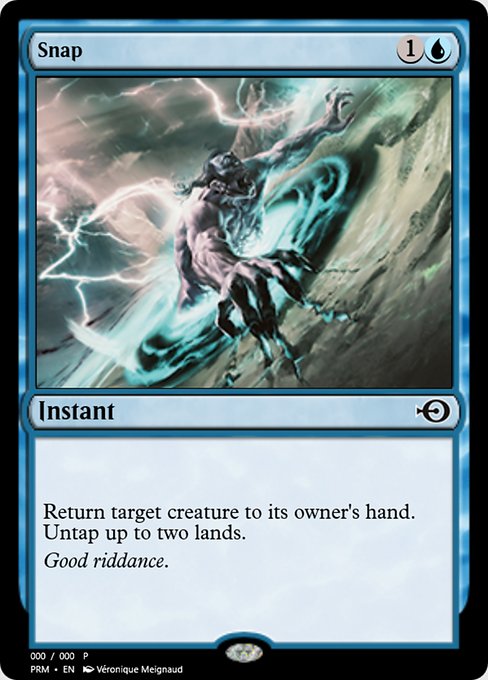 Snap 1
Instant
Return target creature to its owner's hand.
Untap up to two lands.
Good riddance.
000 / 000 P
PRM • EN Véronique Meignaud